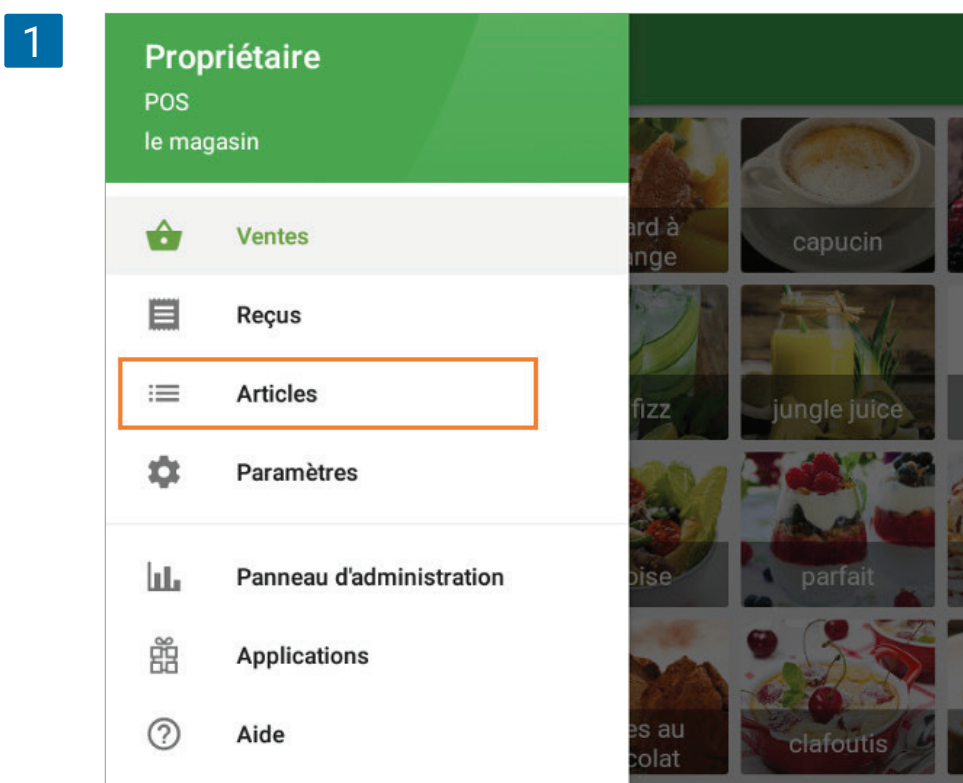 1
Propriétaire
POS
le magasin
Ventes
Reçus
Articles
Paramètres
Panneau d'administration
Applications
Aide
capucin
fizz
jungle juice
parfait
au
clafoutis